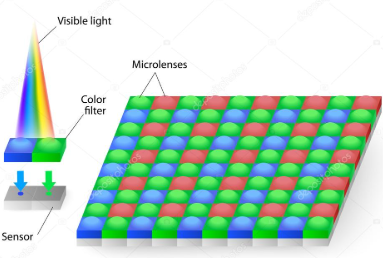 Visible light
Microlenses
Color
filter
Sensor